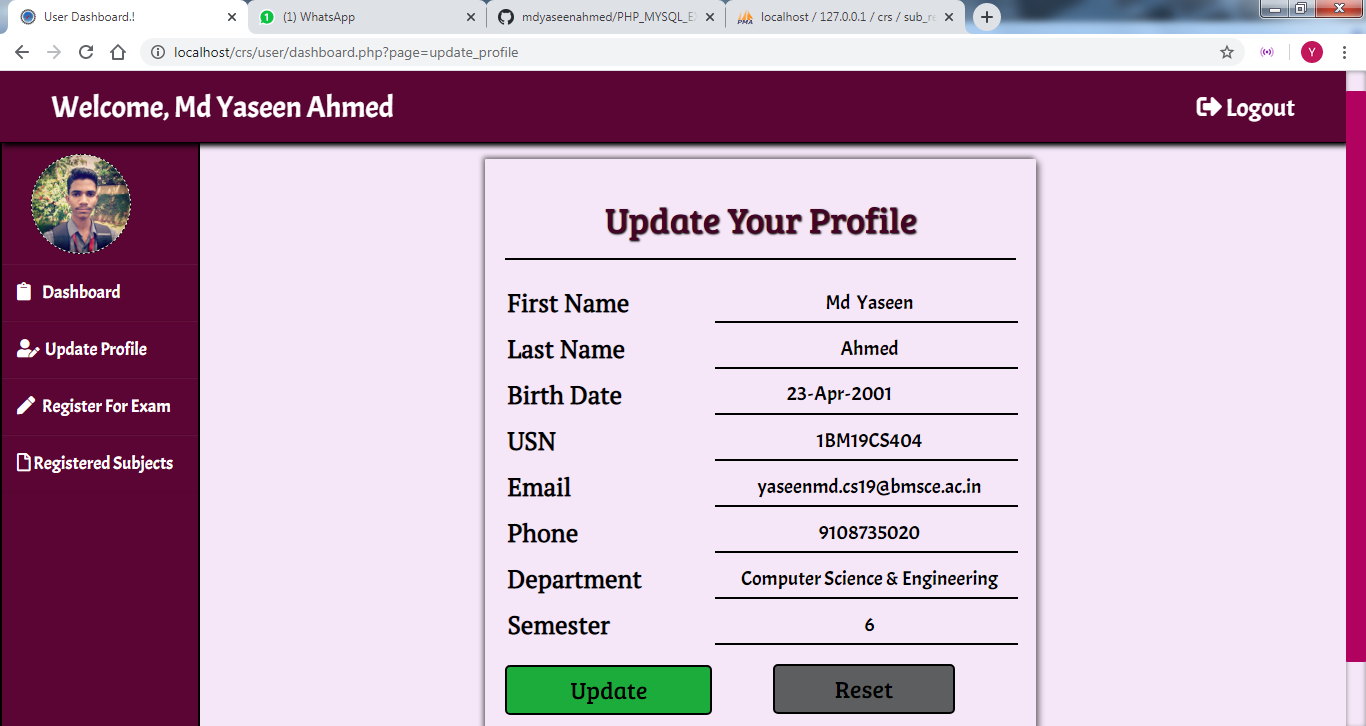 User Dashboard.!
(1) WhatsApp
mdyaseenahmed/PHP_MYSQL_E
localhost / 127.0.0.1 / crs / sub_re
localhost/crs/user/dashboard.php?page=update_profile
Y
Welcome, Md Yaseen Ahmed
Logout
Dashboard
Update Profile
Register For Exam
Registered Subjects
Update Your Profile
First Name Md Yaseen
Last Name Ahmed
Birth Date 23-Apr-2001
USN 1BM19CS404
Email yaseenmd.cs19@bmsce.ac.in
Phone 9108735020
Department Computer Science & Engineering
Semester 6
Update Reset